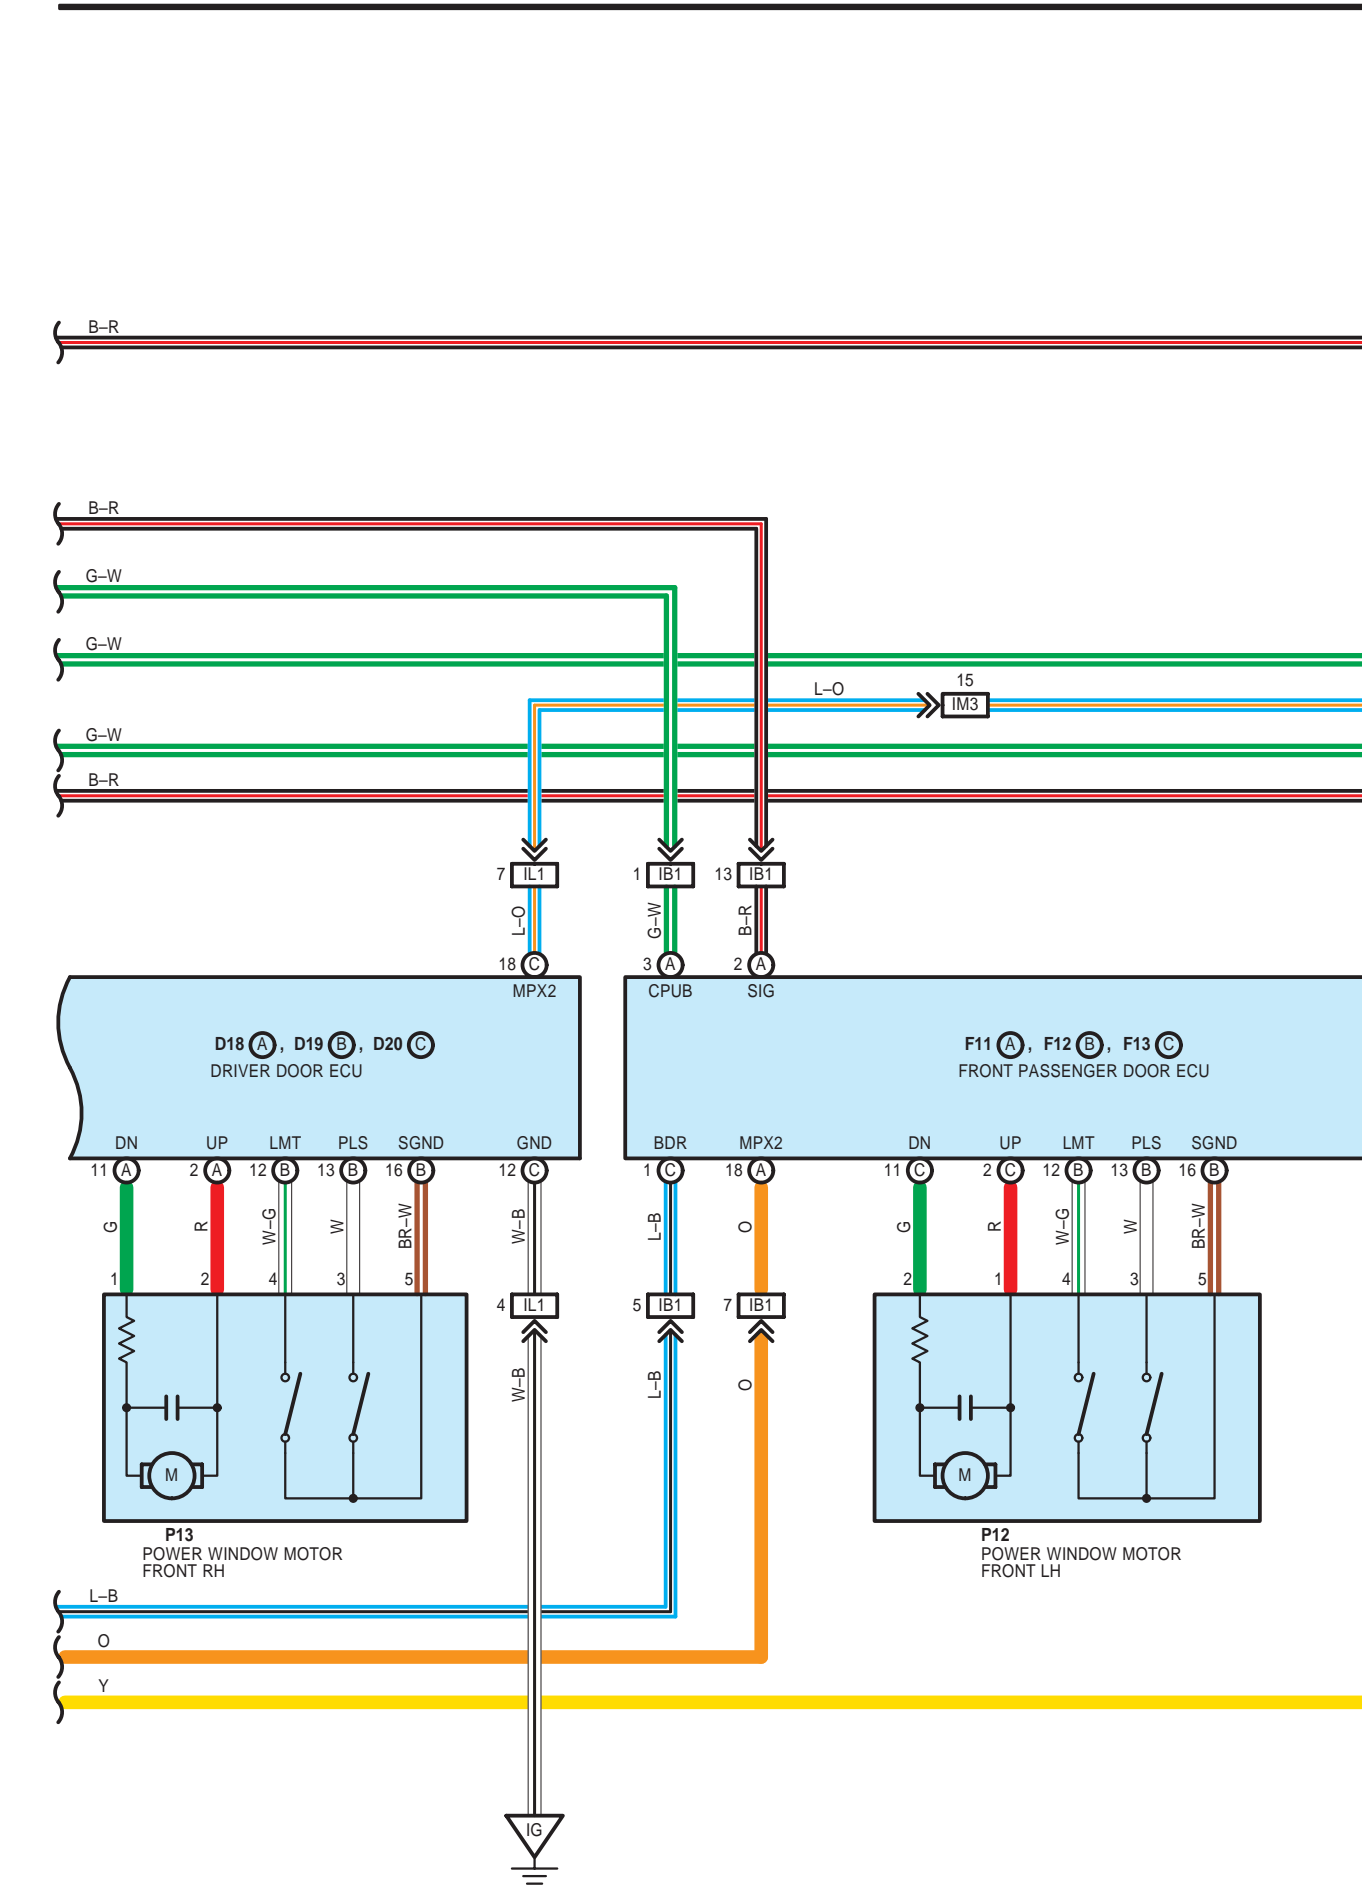 B–R
B–R
G–W
G–W
15
L–O
IM3
G–W
B–R
7 IL1
1 IB1
13 IB1
L–O
G–W
B–R
18 C
3 A
2 A
MPX2
CPUB
SIG
D18 A , D19 B , D20 C
DRIVER DOOR ECU
F11 A , F12 B , F13 C
FRONT PASSENGER DOOR ECU
DN UP LMT PLS SGND GND
BDR MPX2 DN UP LMT PLS SGND
11 A 2 A 12 B 13 B 16 B 12 C
1 C 18 A 11 C 2 C 12 B 13 B 16 B
G R W–G W BR–W W–B
L–B O G R W–G W BR–W
1 2 4 3 5
2 1 4 3 5
4 IL1
5 IB1
7 IB1
W–B
L–B
O
M
M
P13
POWER WINDOW MOTOR
FRONT RH
P12
POWER WINDOW MOTOR
FRONT LH
L–B
O
Y
IG